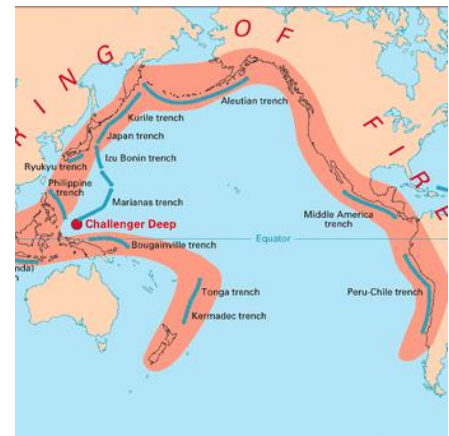 RING OF FIRE
Aleutian trench
Kurile trench
Japan trench
Izu Bonin trench
Ryukyu trench
Philippine
trench
Marianas trench
Challenger Deep
Middle America
trench
Equator
Bougainville trench
nda)
h
Tonga trench
Peru-Chile trench
Kermadec trench